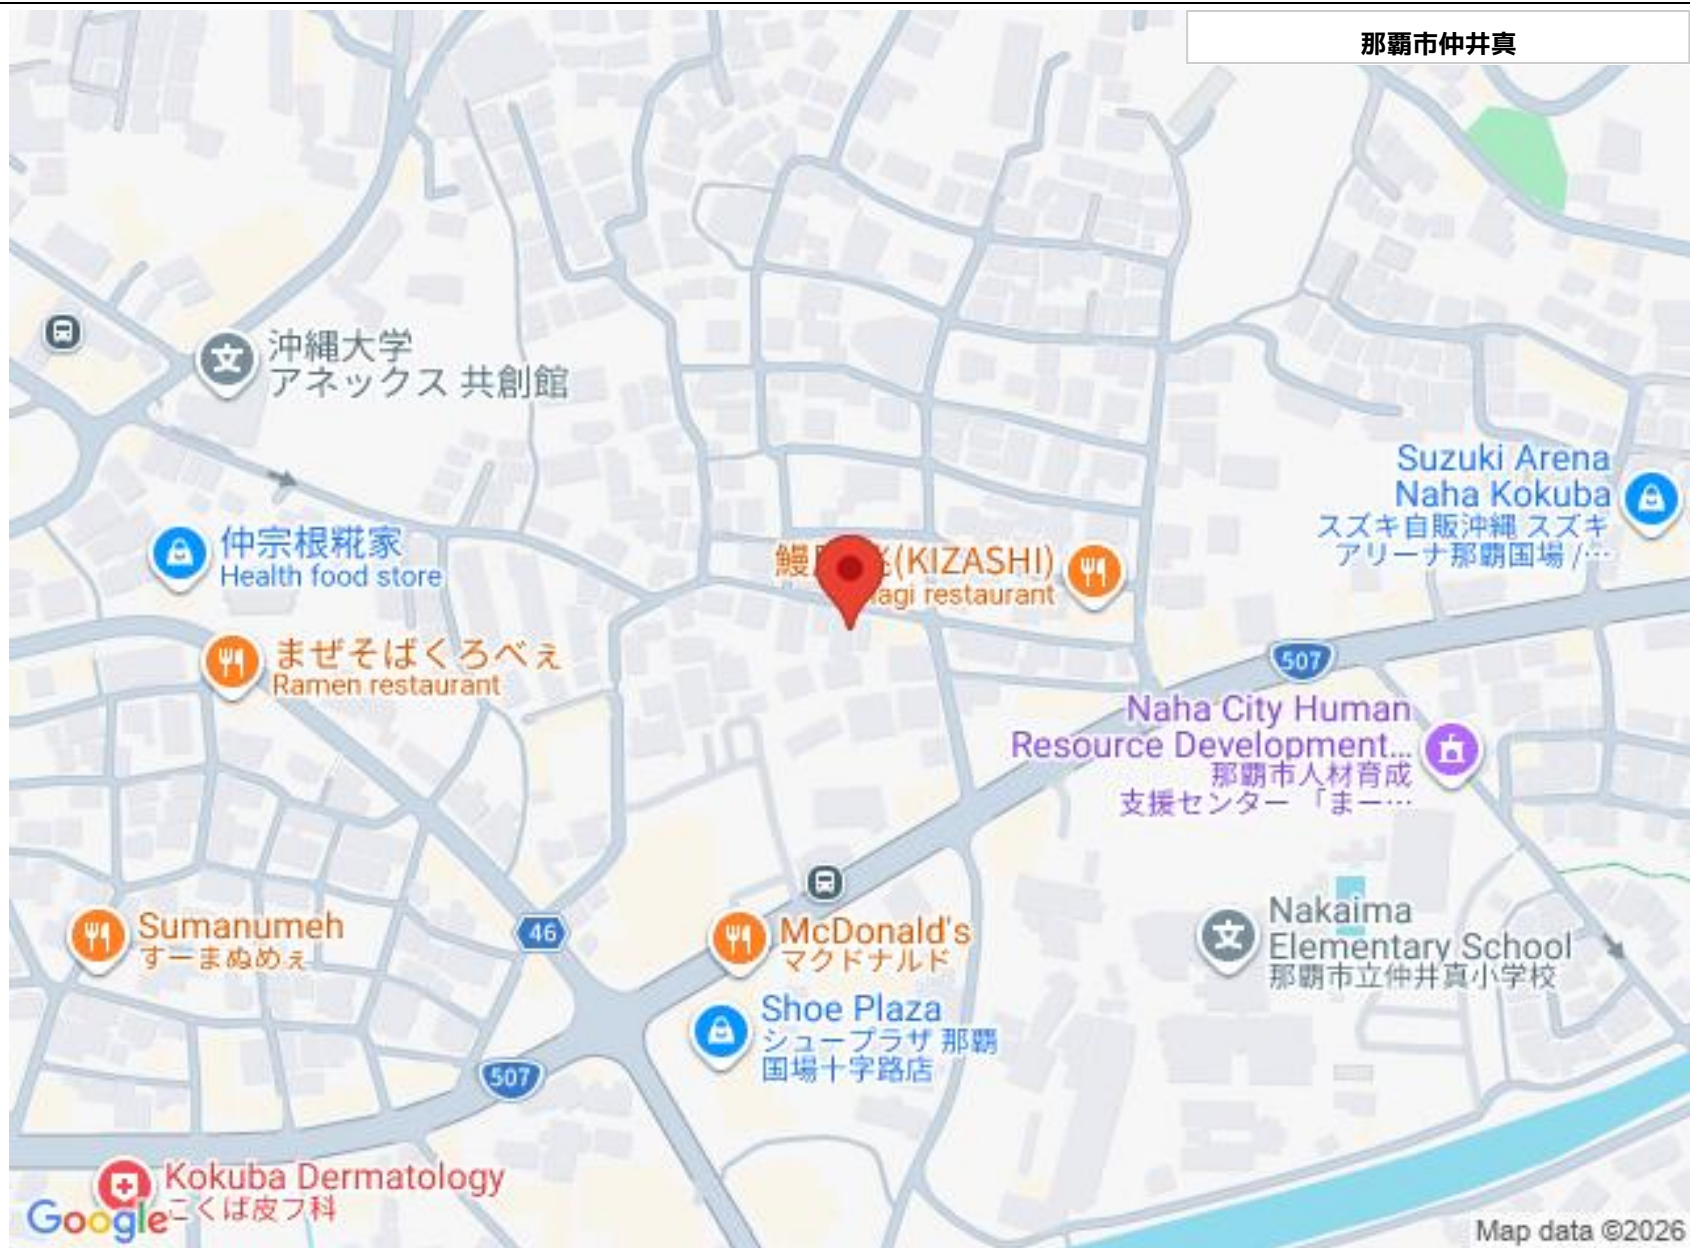 那覇市仲井真
沖縄大学
アネックス 共創館
Suzuki Arena
Naha Kokuba
スズキ自販沖縄 スズキ
アリーナ那覇国場 /…
仲宗根糀家
Health food store
鰻
(KIZASHI)
restaurant
まぜそばくろべぇ
Ramen restaurant
507
Naha City Human
Resource Development...
那覇市人材育成
支援センター 「まー…
Sumanumeh
すーまぬめぇ
46
McDonald's
マクドナルド
Nakaima
Elementary School
那覇市立仲井真小学校
Shoe Plaza
シュープラザ 那覇
国場十字路店
507
Kokuba Dermatology
こくば皮フ科
Google
Map data ©2026